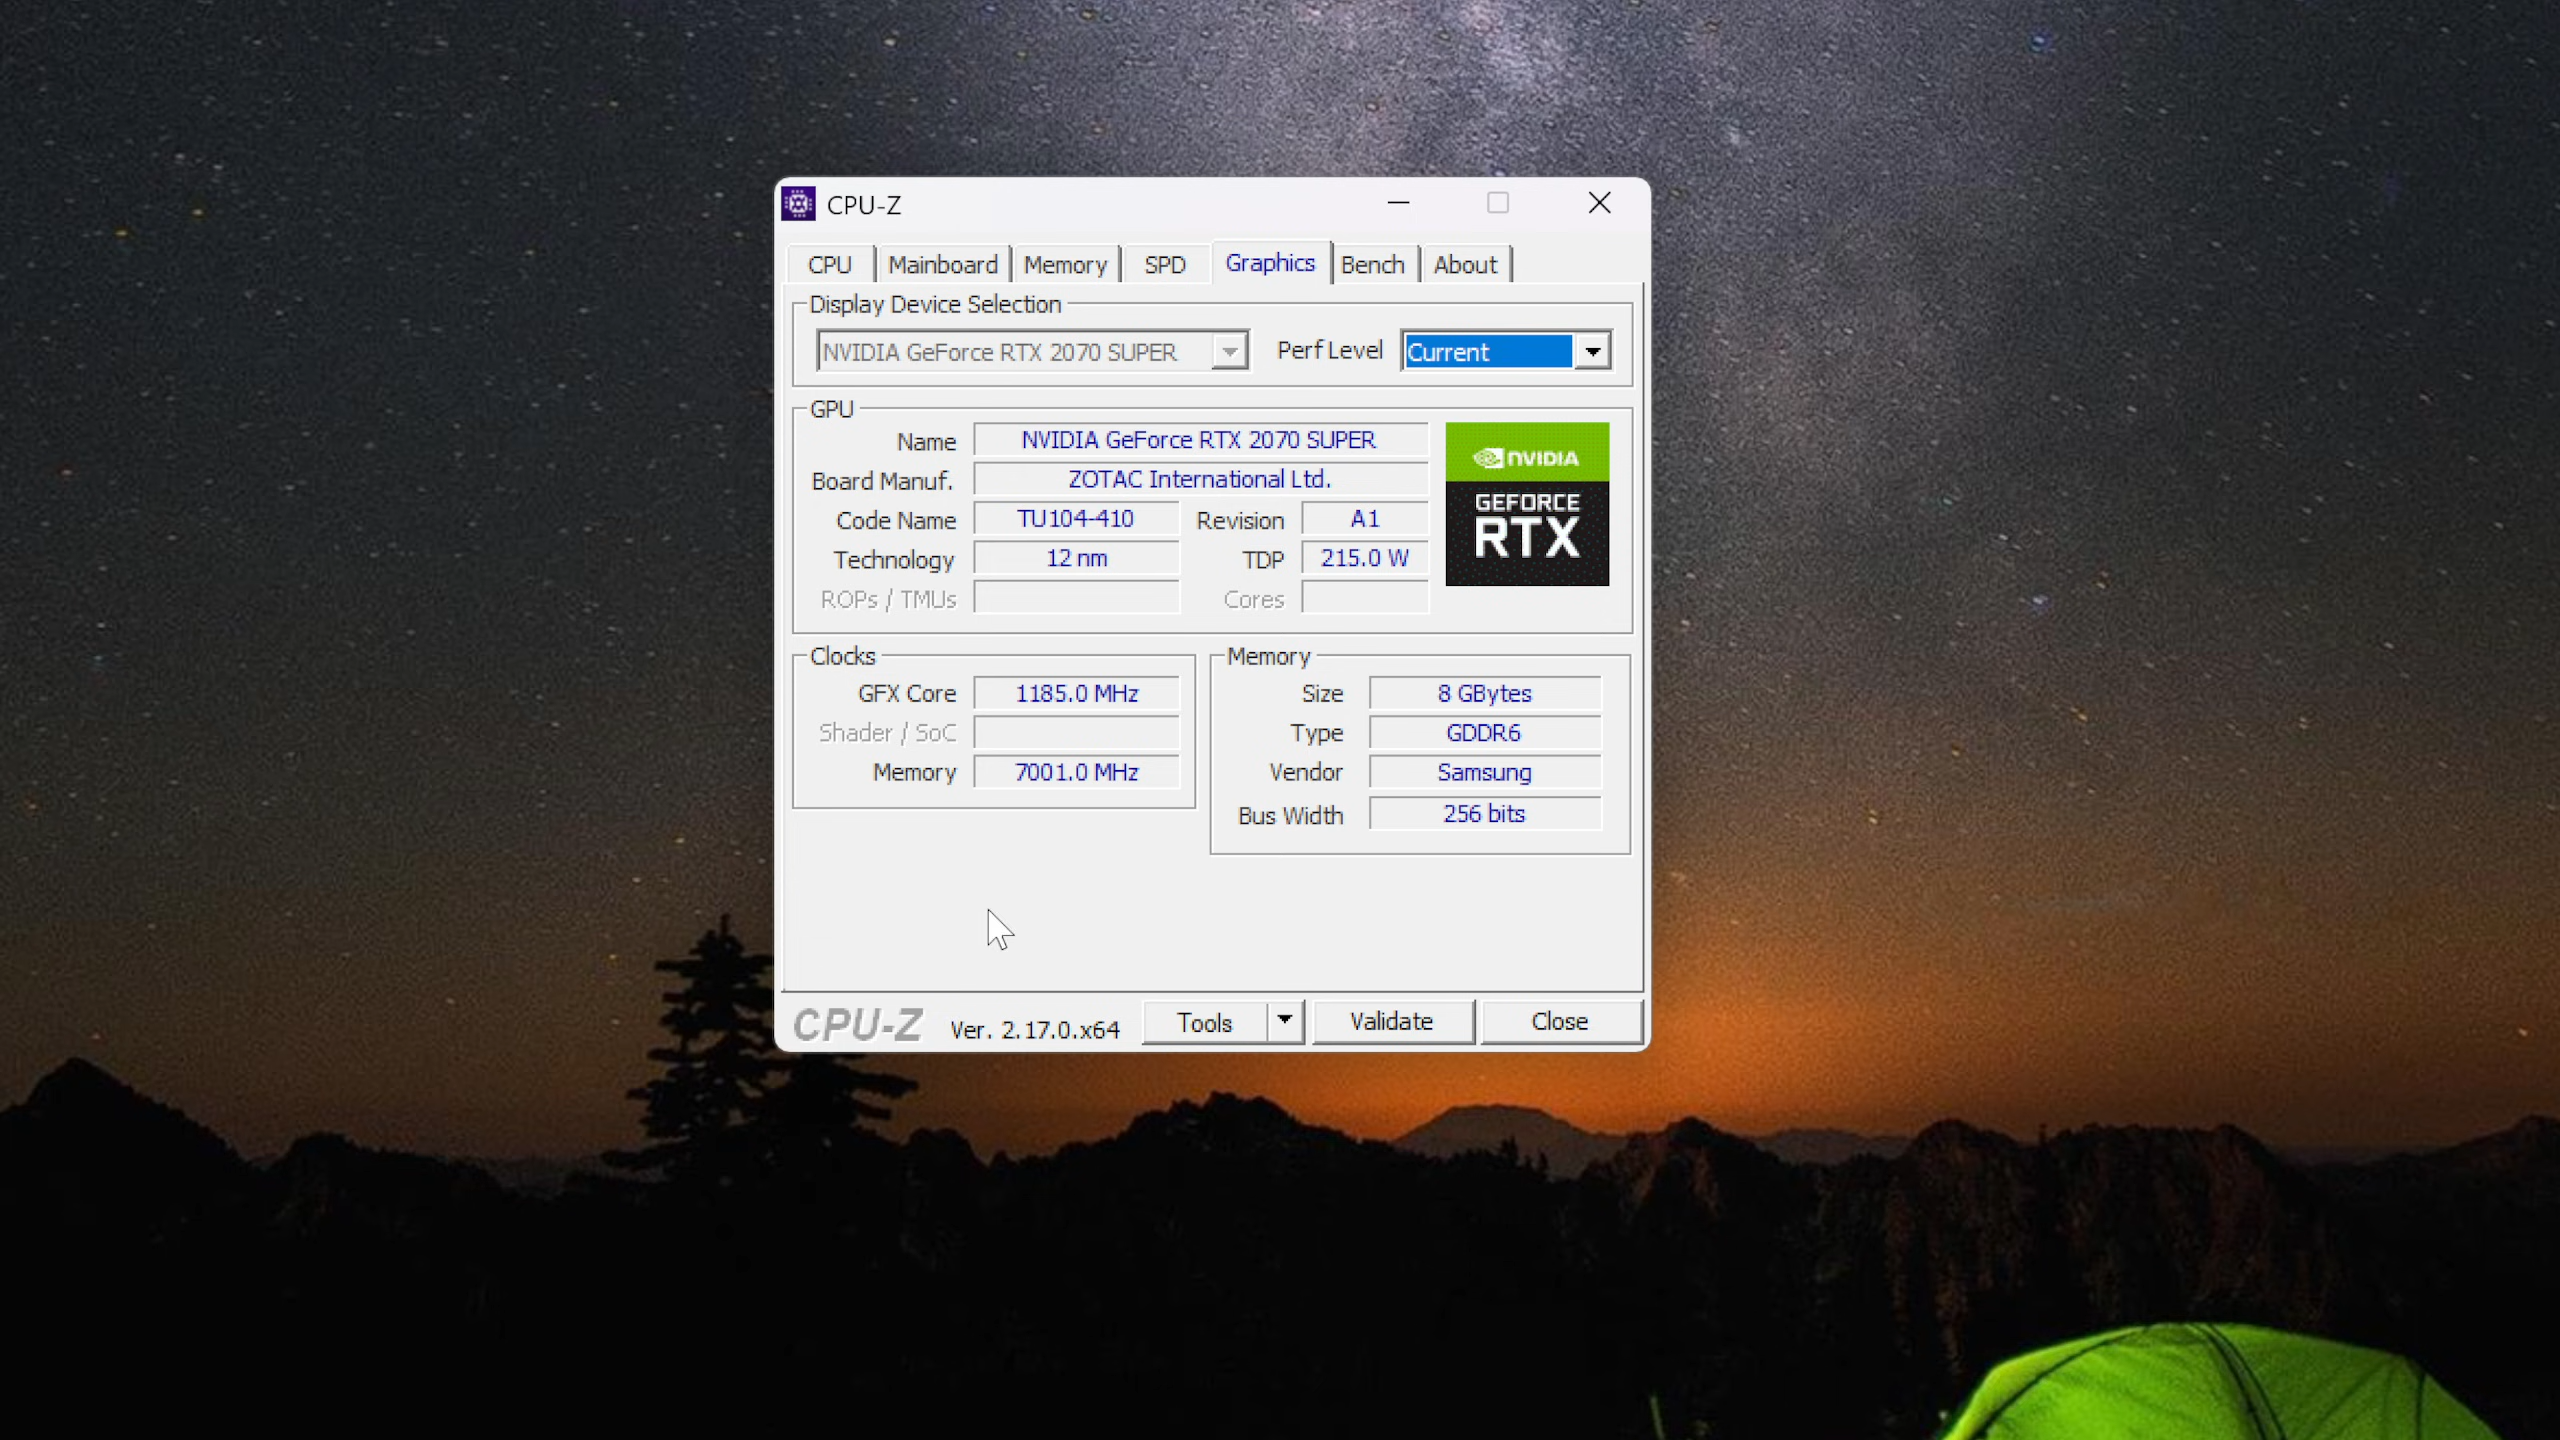 CPU-Z
CPU Mainboard Memory SPD Graphics Bench About
Display Device Selection
NVIDIA GeForce RTX 2070 SUPER Perf Level Current
GPU
Name NVIDIA GeForce RTX 2070 SUPER
Board Manuf. ZOTAC International Ltd.
Code Name TU104-410 Revision A1
Technology 12 nm TDP 215.0 W
ROPs / TMUs Cores
NVIDIA
GEFORCE
RTX
Clocks
GFX Core 1185.0 MHz
Shader / SoC
Memory 7001.0 MHz
Memory
Size 8 GBytes
Type GDDR6
Vendor Samsung
Bus Width 256 bits
CPU-Z Ver. 2.17.0.x64 Tools Validate Close